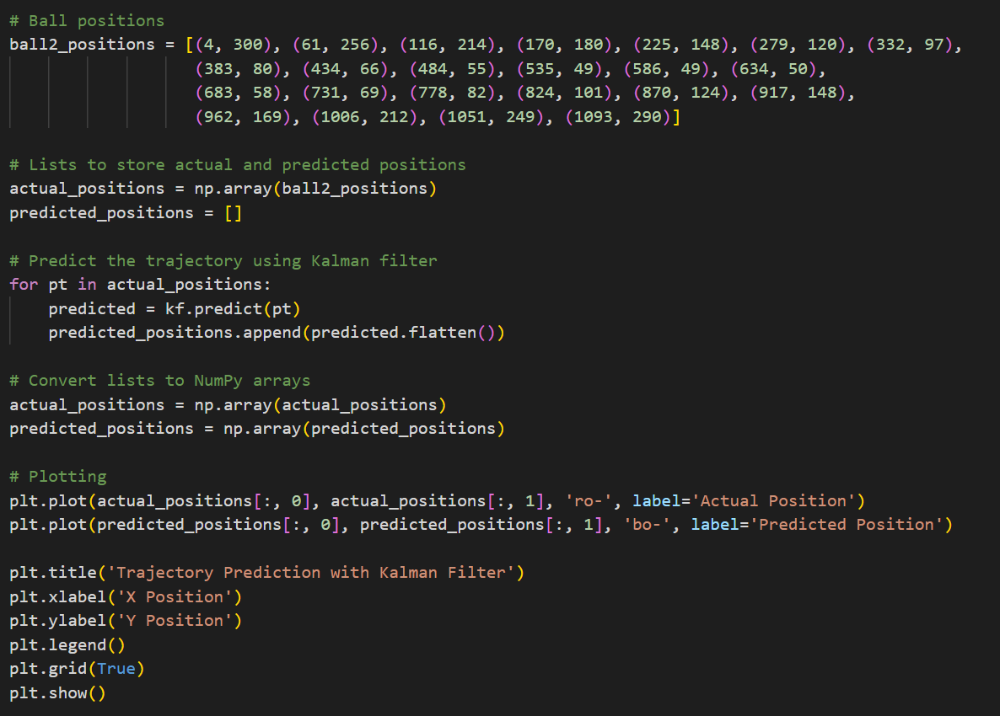 # Ball positions
ball2_positions = [(4, 300), (61, 256), (116, 214), (170, 180), (225, 148), (279, 120), (332, 97),
(383, 80), (434, 66), (484, 55), (535, 49), (586, 49), (634, 50),
(683, 58), (731, 69), (778, 82), (824, 101), (870, 124), (917, 148),
(962, 169), (1006, 212), (1051, 249), (1093, 290)]
# Lists to store actual and predicted positions
actual_positions = np.array(ball2_positions)
predicted_positions = []
# Predict the trajectory using Kalman filter
for pt in actual_positions:
predicted = kf.predict(pt)
predicted_positions.append(predicted.flatten())
# Convert lists to NumPy arrays
actual_positions = np.array(actual_positions)
predicted_positions = np.array(predicted_positions)
# Plotting
plt.plot(actual_positions[:, 0], actual_positions[:, 1], 'ro-', label='Actual Position')
plt.plot(predicted_positions[:, 0], predicted_positions[:, 1], 'bo-', label='Predicted Position')
plt.title('Trajectory Prediction with Kalman Filter')
plt.xlabel('X Position')
plt.ylabel('Y Position')
plt.legend()
plt.grid(True)
plt.show()